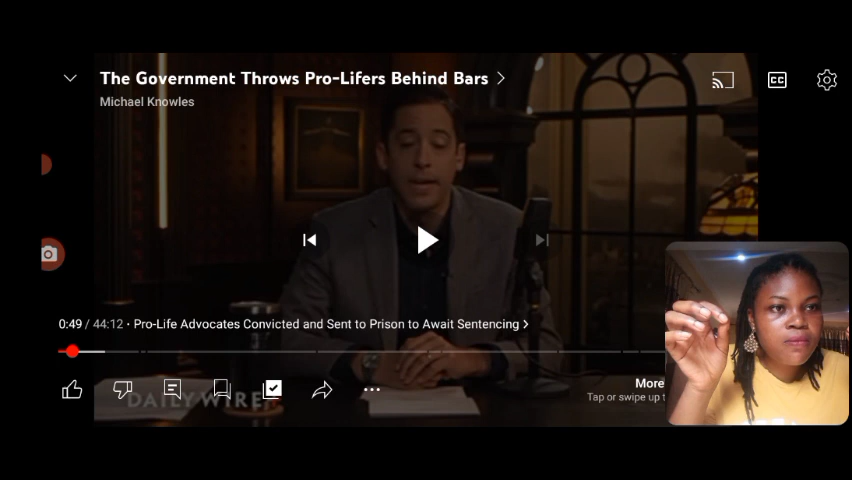 The Government Throws Pro-Lifers Behind Bars
Michael Knowles
CC
0:49 / 44:12 · Pro-Life Advocates Convicted and Sent to Prison to Await Sentencing
More
Tap or swipe up t
DAILY WIRE